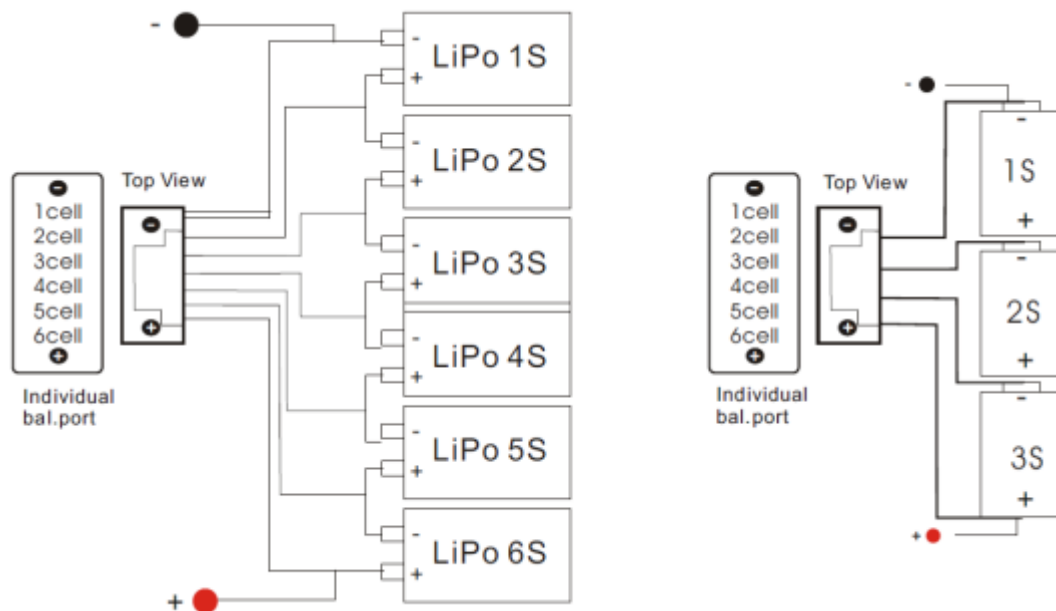 -
- LiPo 1S
+
- LiPo 2S
+
Top View
-
1cell
2cell
3cell
4cell
5cell
6cell
+
-
+
Individual
bal.port
- LiPo 3S
+
- LiPo 4S
+
- LiPo 5S
+
- LiPo 6S
+
+
-
-
1S
+
Top View
-
1cell
2cell
3cell
4cell
5cell
6cell
+
-
+
Individual
bal.port
-
2S
+
-
3S
+
+